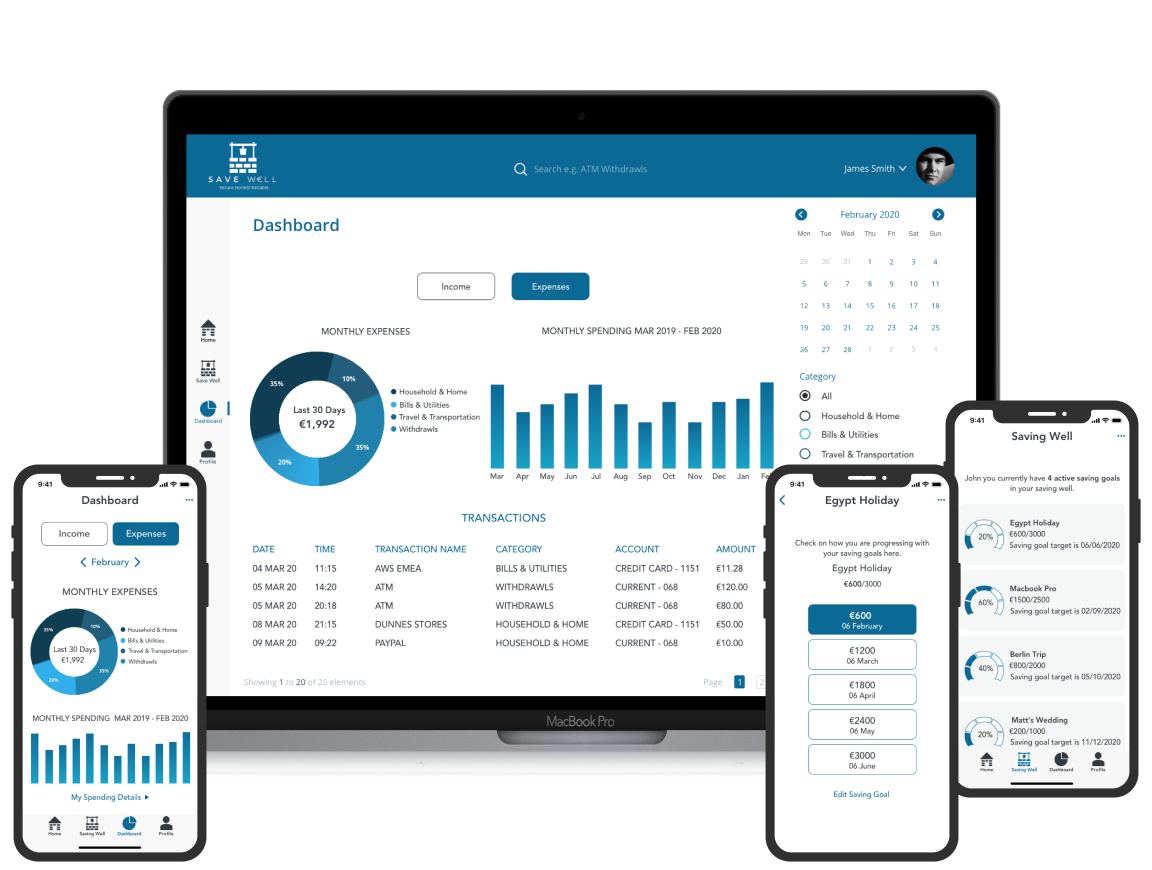 SAVE W€LL
Secure.Honest.Reliable.
Search e.g. ATM Withdrawls
James Smith
Dashboard
Income
Expenses
Home
Save Well
Dashboard
Profile
MONTHLY EXPENSES
35%
10%
35%
20%
Last 30 Days
€1,992
Household & Home
Bills & Utilities
Travel & Transportation
Withdrawls
MONTHLY SPENDING MAR 2019 - FEB 2020
Mar Apr May Jun Jul Aug Sep Oct Nov Dec Jan
February 2020
Mon Tue Wed Thu Fri Sat Sun
29 30 31 1 2 3 4
5 6 7 8 9 10 11
12 13 14 15 16 17 18
19 20 21 22 23 24 25
26 27 28 1 2 3 4
Category
All
Household & Home
Bills & Utilities
Travel & Transportation
TRANSACTIONS
DATE TIME TRANSACTION NAME CATEGORY ACCOUNT AMOUNT
04 MAR 20 11:15 AWS EMEA BILLS & UTILITIES CREDIT CARD - 1151 €11.28
05 MAR 20 14:20 ATM WITHDRAWLS CURRENT - 068 €120.00
05 MAR 20 20:18 ATM WITHDRAWLS CURRENT - 068 €80.00
08 MAR 20 21:15 DUNNES STORES HOUSEHOLD & HOME CREDIT CARD - 1151 €50.00
09 MAR 20 09:22 PAYPAL HOUSEHOLD & HOME CURRENT - 068 €10.00
Showing 1 to 20 of 25 elements
Page 1 2
MacBook Pro
9:41
Dashboard
Income
Expenses
February
MONTHLY EXPENSES
35%
10%
35%
20%
Last 30 Days
€1,992
Household & Home
Bills & Utilities
Travel & Transportation
Withdrawls
MONTHLY SPENDING MAR 2019 - FEB 2020
My Spending Details
Home
Saving Well
Dashboard
Profile
9:41
Egypt Holiday
Check on how you are progressing with
your saving goals here.
Egypt Holiday
€600/3000
€600
06 February
€1200
06 March
€1800
06 April
€2400
06 May
€3000
06 June
Edit Saving Goal
9:41
Saving Well
John you currently have 4 active saving goals
in your saving well.
20%
Egypt Holiday
€600/3000
Saving goal target is 06/06/2020
60%
Macbook Pro
€1500/2500
Saving goal target is 02/09/2020
40%
Berlin Trip
€800/2000
Saving goal target is 05/10/2020
20%
Matt's Wedding
€200/1000
Saving goal target is 11/12/2020
Home
Saving Well
Dashboard
Profile